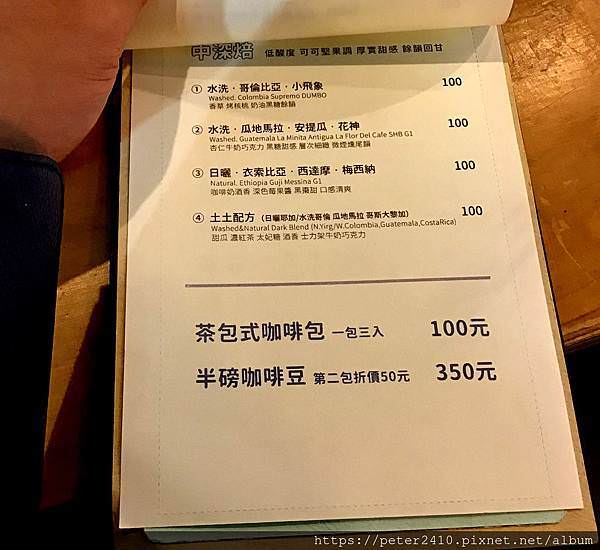 中深焙 低酸度 可可堅果調 厚實甜感 餘韻回甘
① 水洗・哥倫比亞・小飛象 100
Washed. Colombia Supremo DUMBO
香草 烤核桃 奶油黑糖餘韻
② 水洗・瓜地馬拉・安提瓜・花神 100
Washed. Guatemala La Minita Antigua La Flor Del Cafe SHB G1
杏仁牛奶巧克力 黑糖甜感 層次細緻 微煙燻尾韻
③ 日曬・衣索比亞・西達摩・梅西納 100
Natural. Ethiopia Guji Messina G1
咖啡奶酒香 深色莓果醬 黑棗甜 口感清爽
④ 土土配方（日曬耶加/水洗哥倫 瓜地馬拉 哥斯大黎加） 100
Washed&Natural Dark Blend (N.Yirg/W.Colombia,Guatemala,CostaRica)
甜瓜 濃紅茶 太妃糖 酒香 士力架牛奶巧克力
茶包式咖啡包 一包三入 100元
半磅咖啡豆 第二包折價50元 350元
https://peter2410.pixnet.net/album